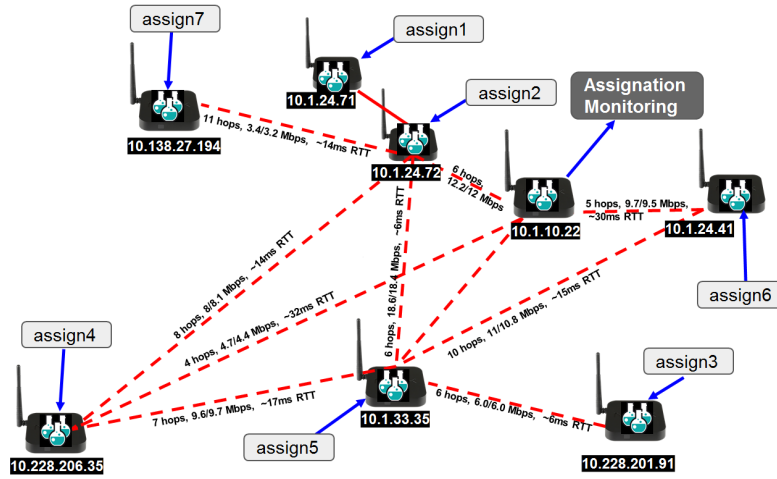 assign7
assign1
assign2
Assignation
Monitoring
10.1.24.71
10.138.27.194
11 hops, 3.4/3.2 Mbps, ~14ms RTT
10.1.24.72
6 hops,
12.2/12 Mbps
10.1.10.22
5 hops, 9.7/9.5 Mbps,
~30ms RTT
10.1.24.41
assign6
8 hops, 8/8.1 Mbps, ~14ms RTT
6 hops, 18.6/18.4 Mbps, ~6ms RTT
4 hops, 4.7/4.4 Mbps, ~32ms RTT
10 hops, 11/10.8 Mbps, ~15ms RTT
assign4
assign3
7 hops, 9.6/9.7 Mbps, ~17ms RTT
6 hops, 6.0/6.0 Mbps, ~6ms RTT
10.1.33.35
assign5
10.228.206.35
10.228.201.91